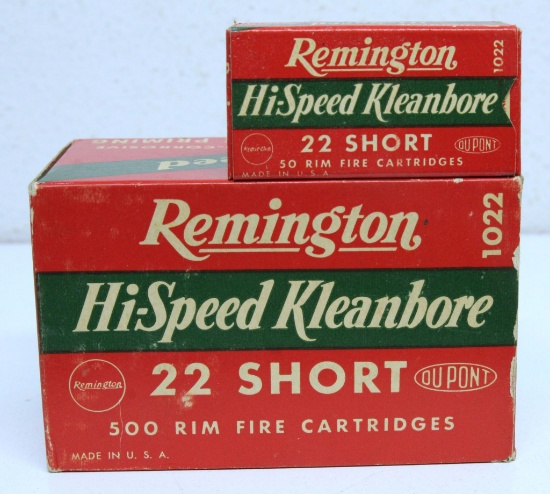 Remington
1022
Hi-Speed Kleanbore
22 SHORT
50 RIM FIRE CARTRIDGES
Remington
DU PONT
MADE IN U.S.A.
PRIMING
Remington
1022
Hi-Speed Kleanbore
Remington
22 SHORT
DU PONT
500 RIM FIRE CARTRIDGES
MADE IN U. S. A.